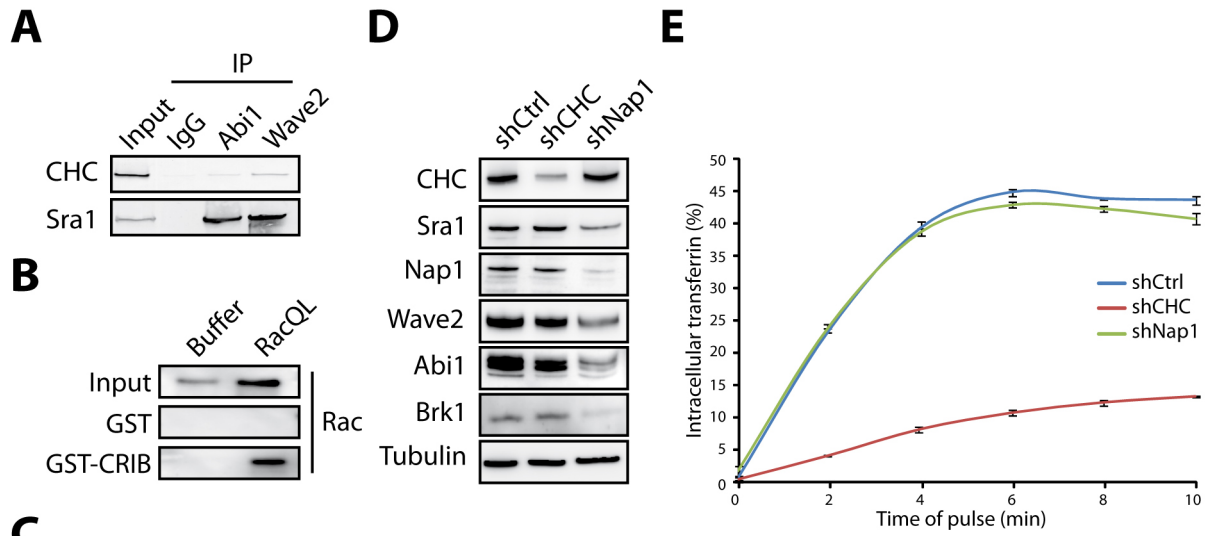 A
IP
Input IgG Abi1 Wave2
CHC
Sra1
B
Buffer RacQL
Input
GST
GST-CRIB
Rac
C
D
shCtrl shCHC shNap1
CHC
Sra1
Nap1
Wave2
Abi1
Brk1
Tubulin
E
Intracellular transferrin (%)
50
45
40
35
30
25
20
15
10
5
0
0 2 4 6 8 10
Time of pulse (min)
shCtrl
shCHC
shNap1